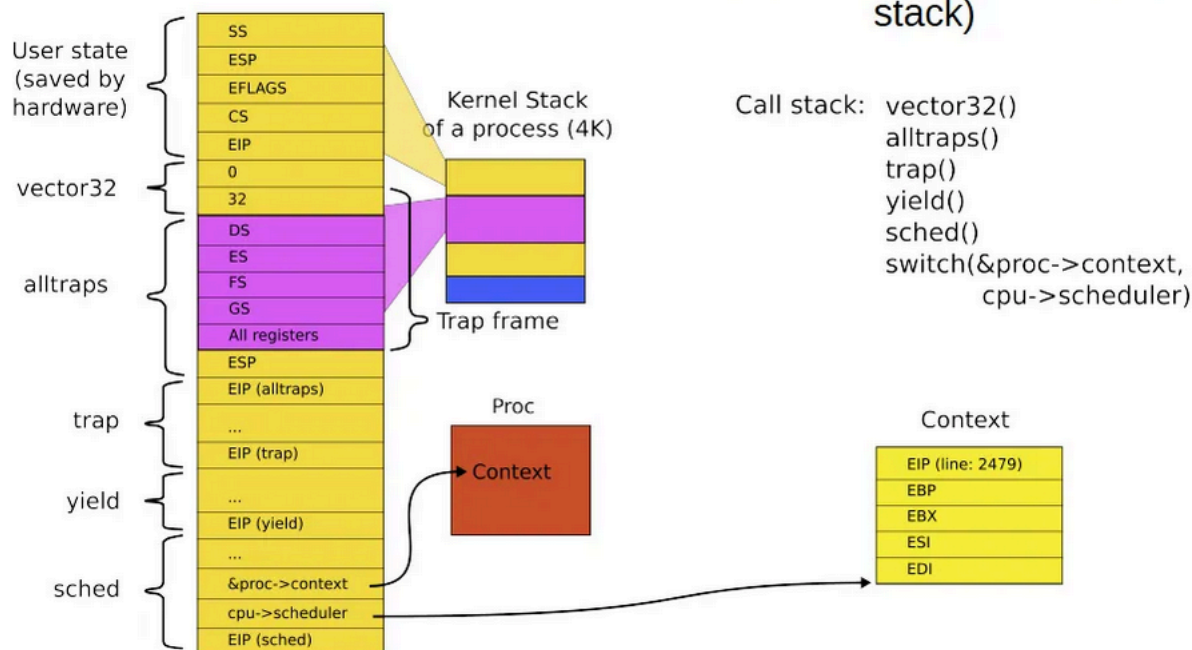 stack)
User state
(saved by
hardware)
vector32
alltraps
trap
yield
sched
SS
ESP
EFLAGS
CS
EIP
0
32
DS
ES
FS
GS
All registers
ESP
EIP (alltraps)
...
EIP (trap)
...
EIP (yield)
...
&proc->context
cpu->scheduler
EIP (sched)
Kernel Stack
of a process (4K)
Trap frame
Proc
Context
Call stack: vector32()
alltraps()
trap()
yield()
sched()
switch(&proc->context,
cpu->scheduler)
Context
EIP (line: 2479)
EBP
EBX
ESI
EDI